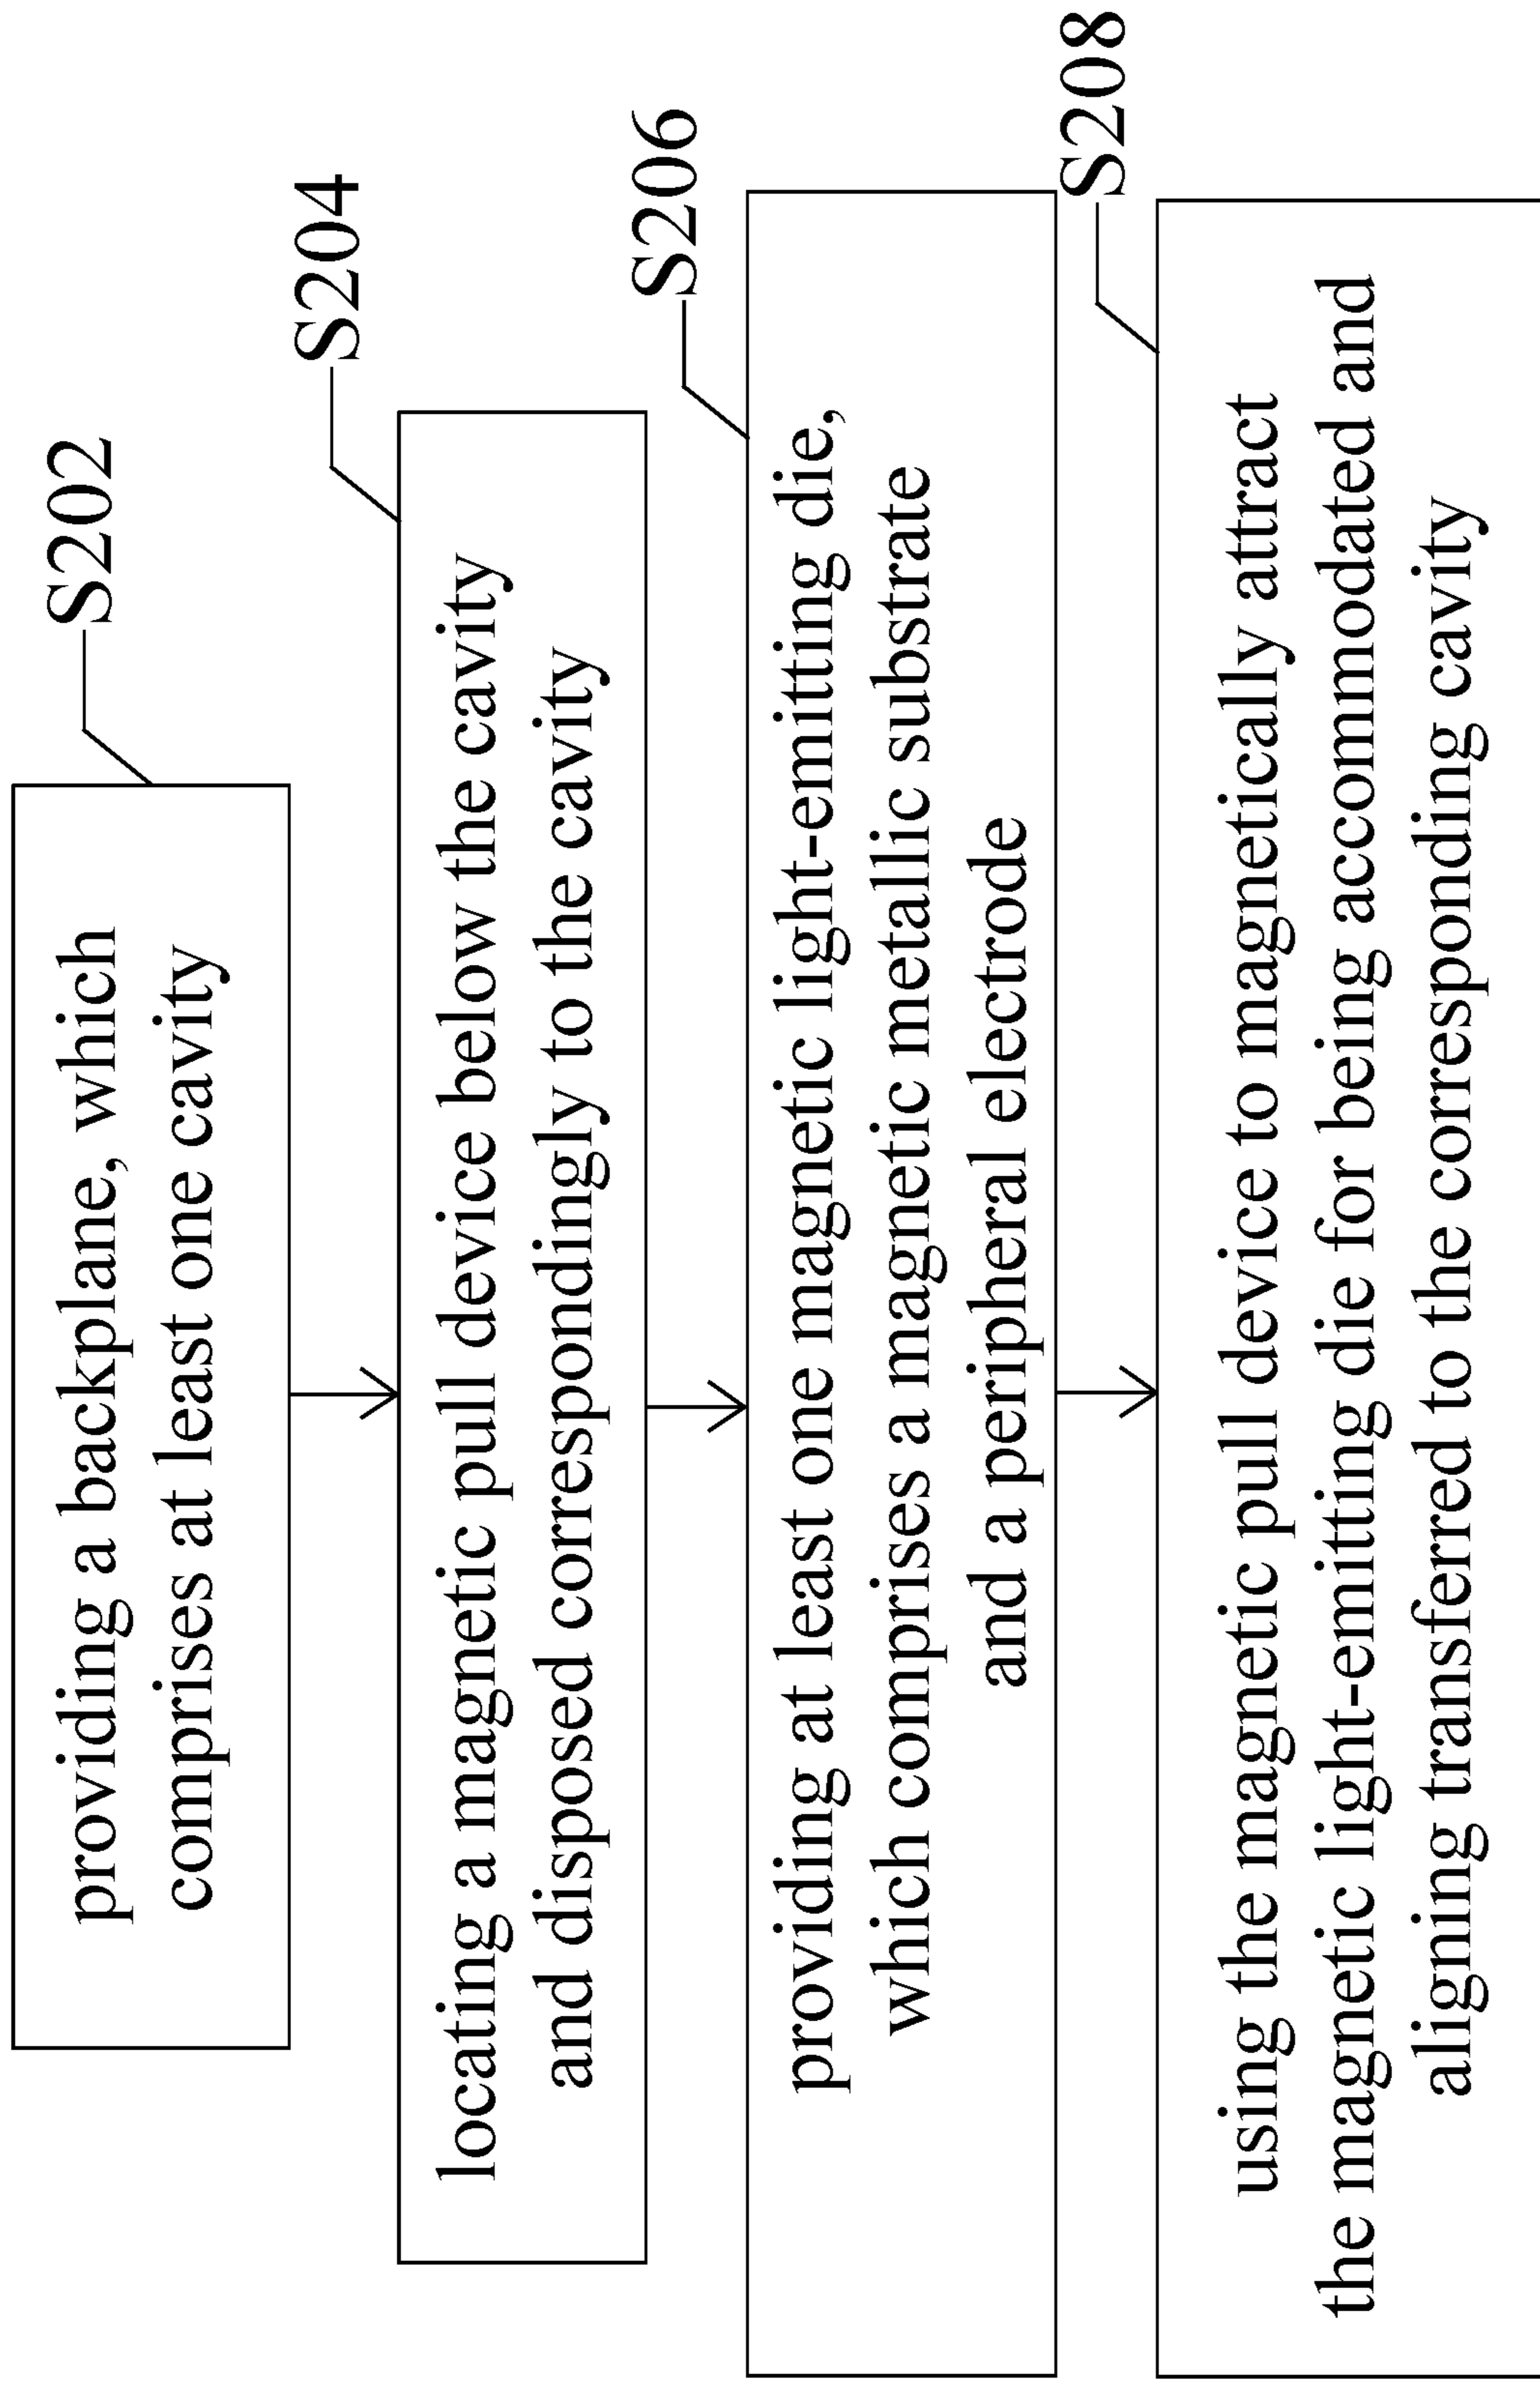 S202
providing a backplane, which
comprises at least one cavity
S204
locating a magnetic pull device below the cavity
and disposed correspondingly to the cavity
S206
providing at least one magnetic light-emitting die,
which comprises a magnetic metallic substrate
and a peripheral electrode
S208
using the magnetic pull device to magnetically attract
the magnetic light-emitting die for being accommodated and
aligning transferred to the corresponding cavity